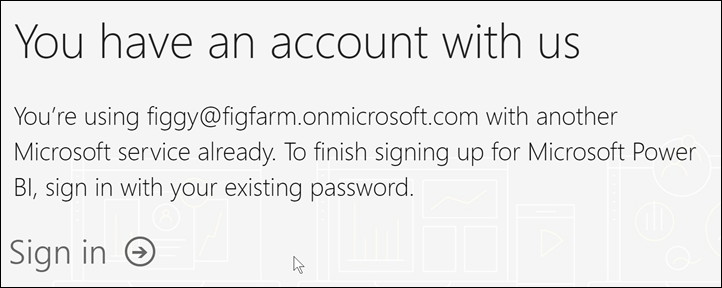 You have an account with us
You're using figgy@figfarm.onmicrosoft.com with another
Microsoft service already. To finish signing up for Microsoft Power
BI, sign in with your existing password.
Sign in